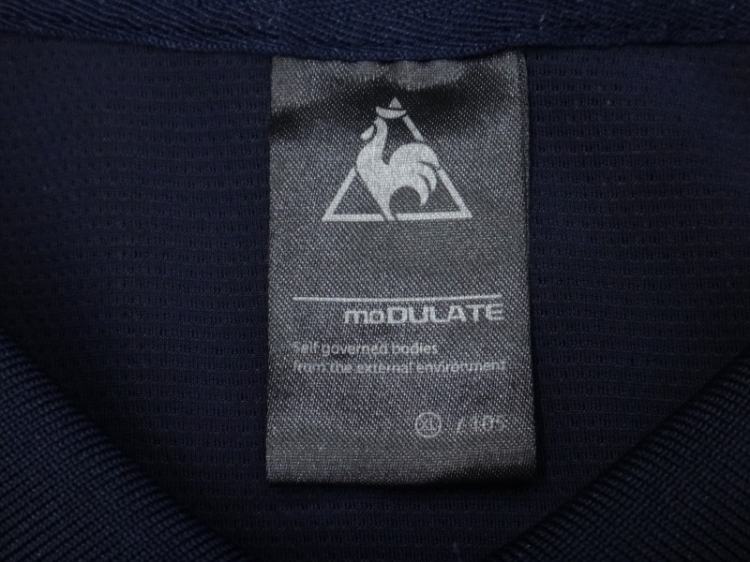 moDULATE
Self governed bodies
from the external environment
XL / 105